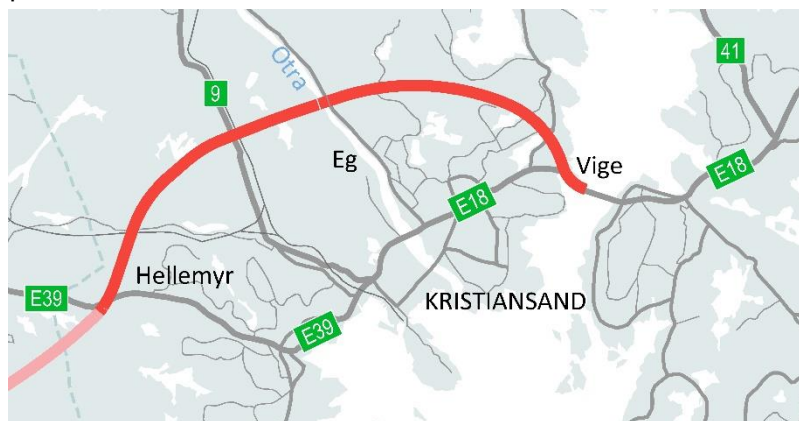 41
9
Otra
Eg
Vige
E18
E18
Hellemyr
E39
KRISTIANSAND
E39